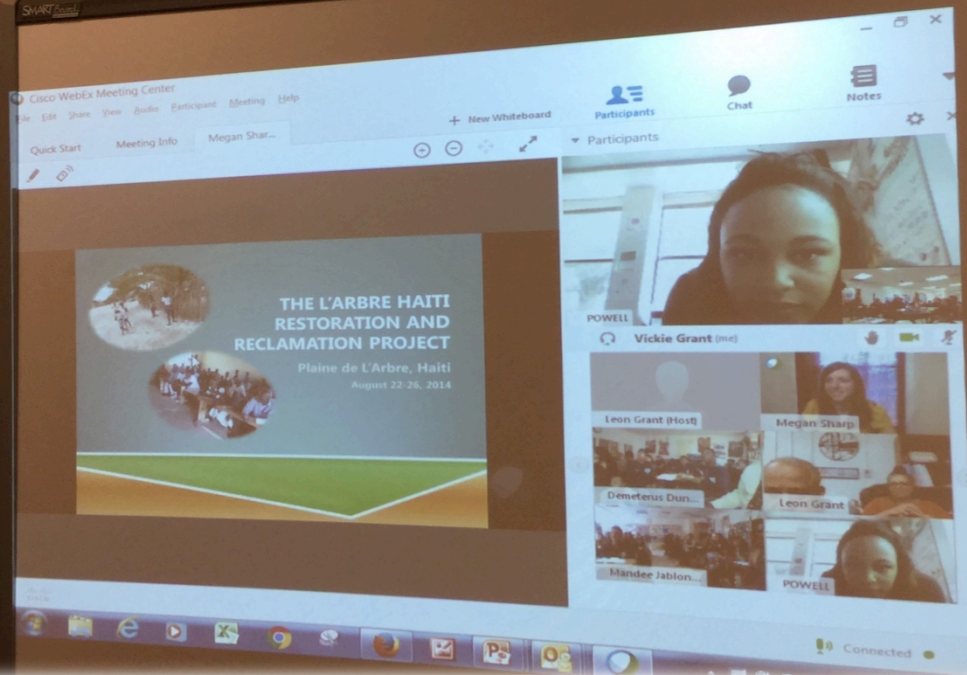 SMART Board
Cisco WebEx Meeting Center
File Edit Share View Audio Participant Meeting Help
Quick Start Meeting Info Megan Shar...
+ New Whiteboard
Participants Chat Notes
Participants
THE L'ARBRE HAITI
RESTORATION AND
RECLAMATION PROJECT
Plaine de L'Arbre, Haiti
August 22-26, 2014
POWELL
Vickie Grant (me)
Leon Grant (Host)
Megan Sharp
Demeterus Dun...
Leon Grant
Mandee Jablon...
POWELL
Connected